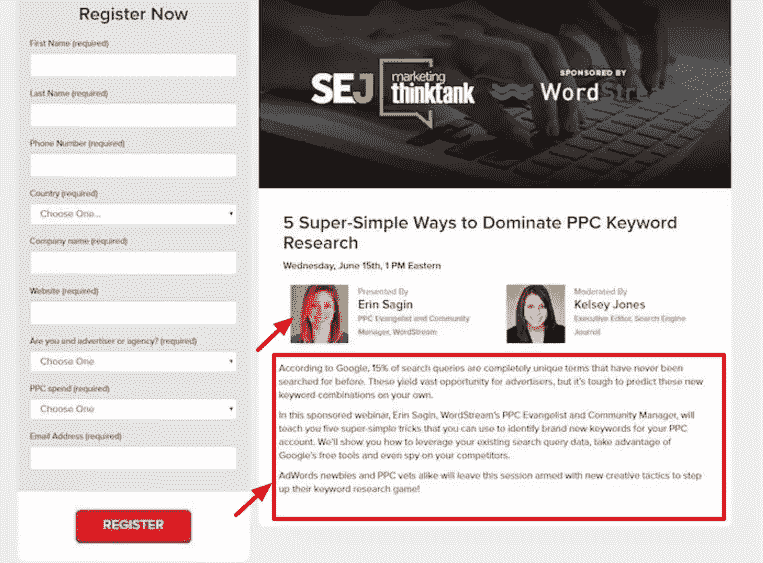 Register Now
First Name (required)
Last Name (required)
Phone Number (required)
Country (required)
Choose One...
Company name (required)
Website (required)
Are you and advertiser or agency? (required)
Choose One
PPC spend (required)
Choose One
Email Address (required)
REGISTER
SEJ marketing
thinktank
SPONSORED BY
WordStre
5 Super-Simple Ways to Dominate PPC Keyword
Research
Wednesday, June 15th, 1 PM Eastern
Presented By
Erin Sagin
PPC Evangelist and Community
Manager, WordStream
Moderated By
Kelsey Jones
Executive Editor, Search Engine
Journal
According to Google, 15% of search queries are completely unique terms that have never been
searched for before. These yield vast opportunity for advertisers, but it's tough to predict these new
keyword combinations on your own.
In this sponsored webinar, Erin Sagin, WordStream's PPC Evangelist and Community Manager, will
teach you five super-simple tricks that you can use to identify brand new keywords for your PPC
account. We'll show you how to leverage your existing search query data, take advantage of
Google's free tools and even spy on your competitors.
AdWords newbies and PPC vets alike will leave this session armed with new creative tactics to step
up their keyword research game!